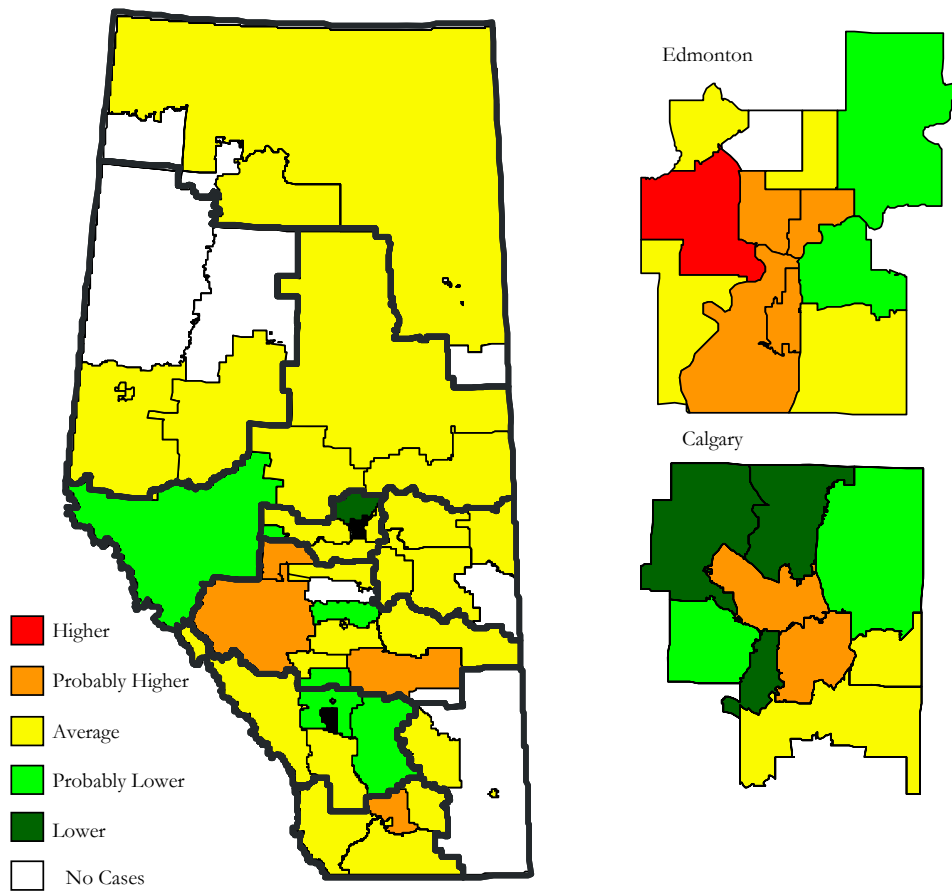 Edmonton
Calgary
Higher
Probably Higher
Average
Probably Lower
Lower
No Cases